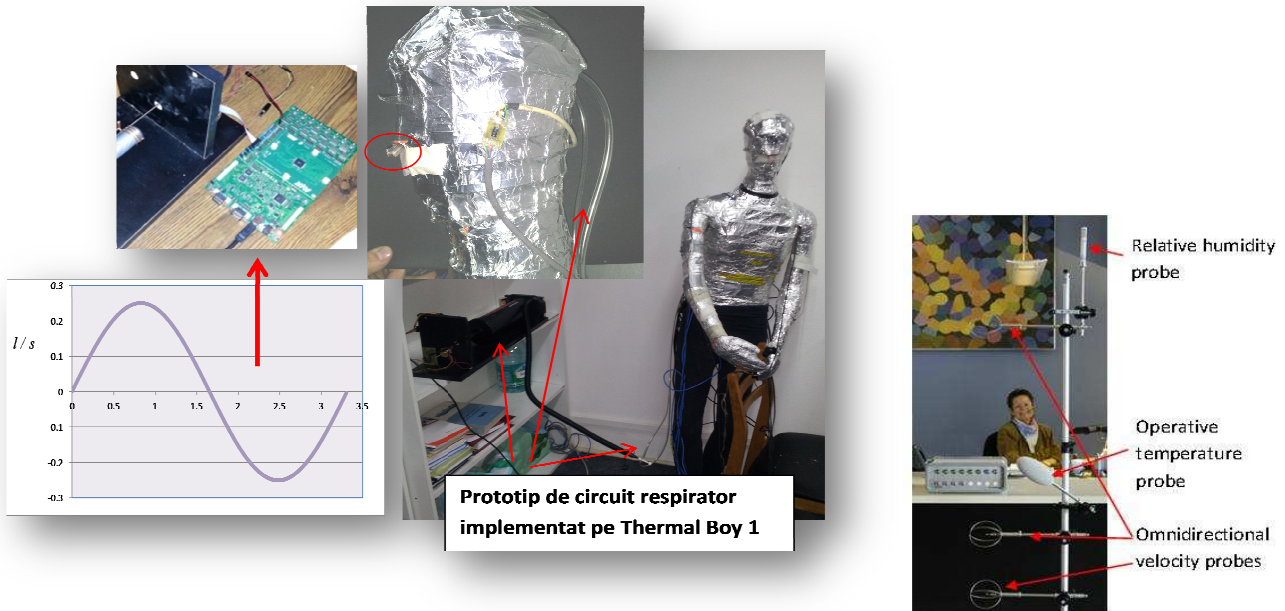 0.3
0.2
l / s
0.1
0
0 0.5 1 1.5 2 2.5 3 3.5
0.1
-0.2
-0.3
Prototip de circuit respirator
implementat pe Thermal Boy 1
Relative humidity
probe
Operative
temperature
probe
Omnidirectional
velocity probes